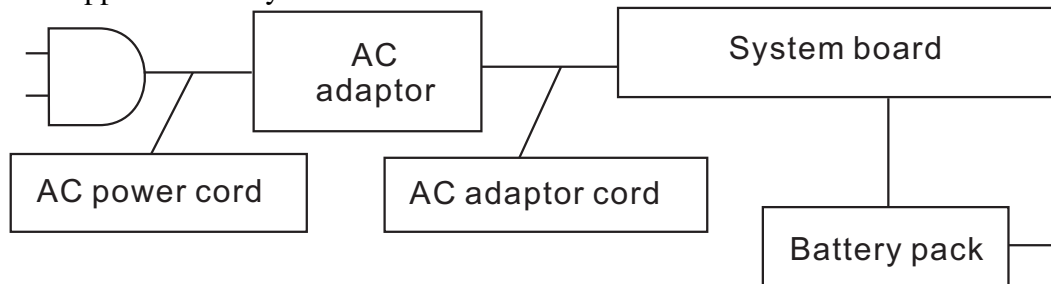 AC
adaptor
System board
AC power cord
AC adaptor cord
Battery pack